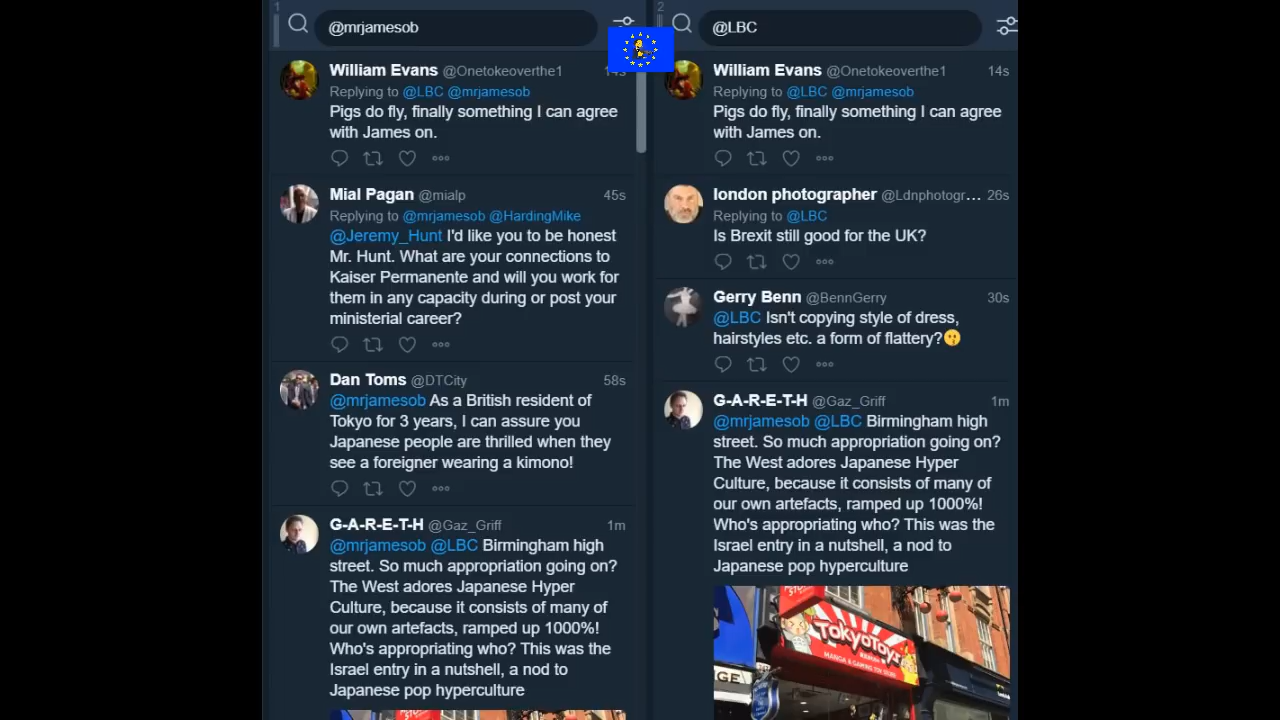 1
@mrjamesob
William Evans @Onetokeoverthe1 14s
Replying to @LBC @mrjamesob
Pigs do fly, finally something I can agree
with James on.
Mial Pagan @mialp 45s
Replying to @mrjamesob @HardingMike
@Jeremy_Hunt I'd like you to be honest
Mr. Hunt. What are your connections to
Kaiser Permanente and will you work for
them in any capacity during or post your
ministerial career?
Dan Toms @DTCity 58s
@mrjamesob As a British resident of
Tokyo for 3 years, I can assure you
Japanese people are thrilled when they
see a foreigner wearing a kimono!
G-A-R-E-T-H @Gaz_Griff 1m
@mrjamesob @LBC Birmingham high
street. So much appropriation going on?
The West adores Japanese Hyper
Culture, because it consists of many of
our own artefacts, ramped up 1000%!
Who's appropriating who? This was the
Israel entry in a nutshell, a nod to
Japanese pop hyperculture
2
@LBC
William Evans @Onetokeoverthe1 14s
Replying to @LBC @mrjamesob
Pigs do fly, finally something I can agree
with James on.
london photographer @Ldnphotogr... 26s
Replying to @LBC
Is Brexit still good for the UK?
Gerry Benn @BennGerry 30s
@LBC Isn't copying style of dress,
hairstyles etc. a form of flattery?🤫
G-A-R-E-T-H @Gaz_Griff 1m
@mrjamesob @LBC Birmingham high
street. So much appropriation going on?
The West adores Japanese Hyper
Culture, because it consists of many of
our own artefacts, ramped up 1000%!
Who's appropriating who? This was the
Israel entry in a nutshell, a nod to
Japanese pop hyperculture
TokyoToys
MANGA & GAMING TOY STORE
GE